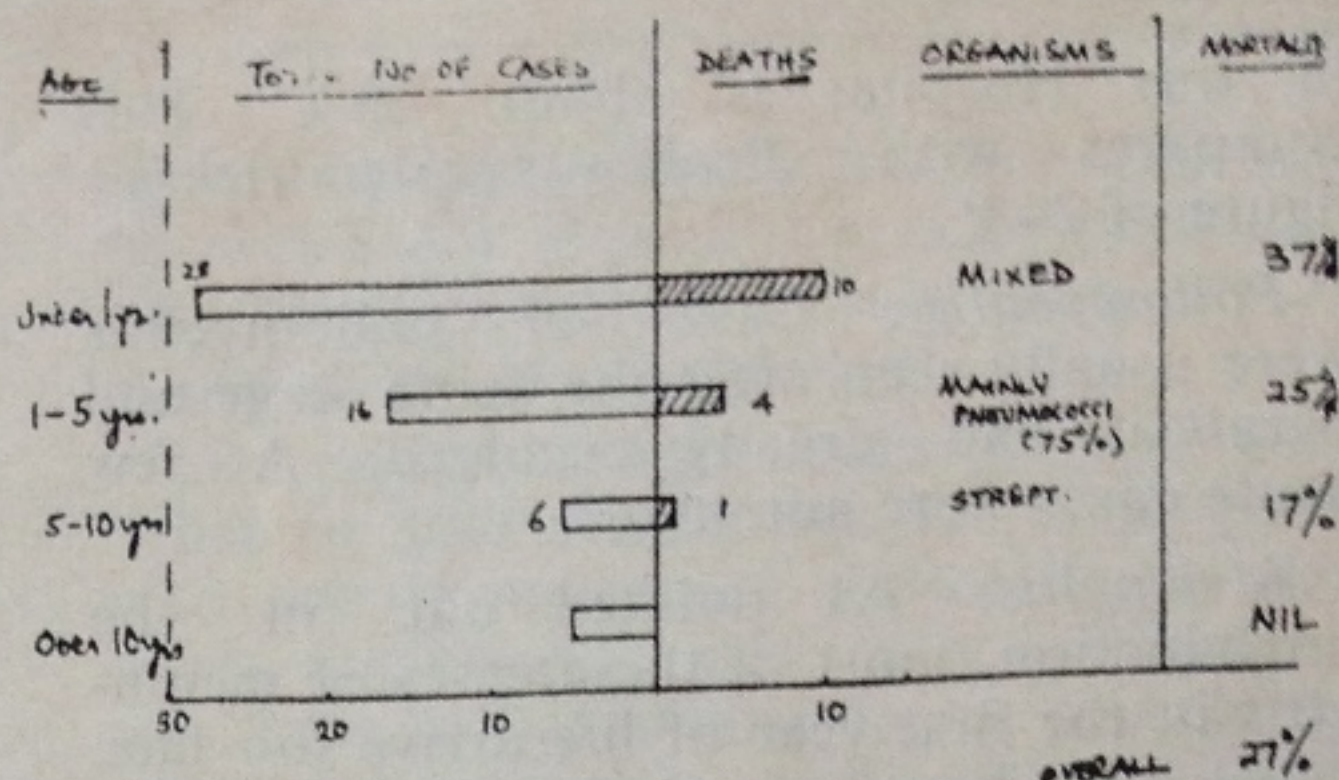 AGE TOT NO OF CASES DEATHS ORGANISMS MORTALIT
28 10 MIXED 37%
Under 1 yr.
1-5 yrs. 16 4 MAINLY PNEUMOCOCCI (75%) 25%
5-10 yrs 6 1 STREPT. 17%
Over 10 yrs NIL
30 20 10 10
OVERALL 27%